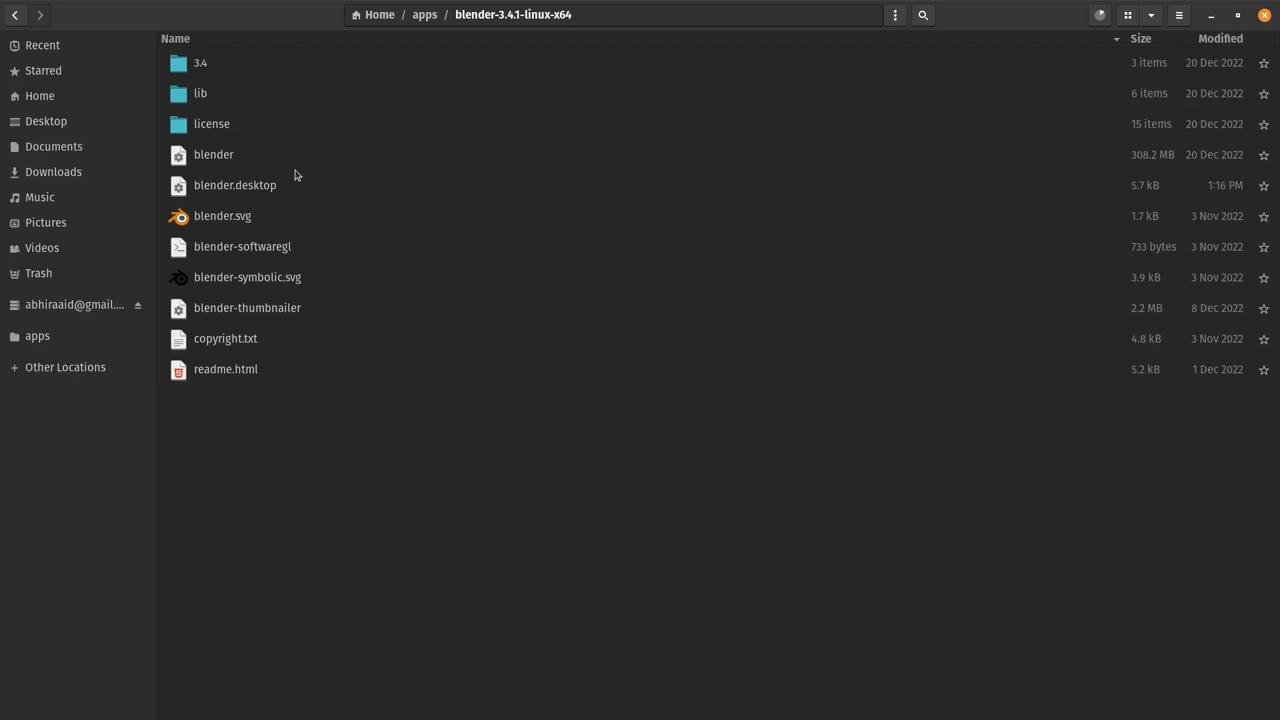 Home / apps / blender-3.4.1-linux-x64
Recent
Starred
Home
Desktop
Documents
Downloads
Music
Pictures
Videos
Trash
abhiraaid@gmail....
apps
+ Other Locations
Name Size Modified
3.4 3 items 20 Dec 2022
lib 6 items 20 Dec 2022
license 15 items 20 Dec 2022
blender 308.2 MB 20 Dec 2022
blender.desktop 5.7 kB 1:16 PM
blender.svg 1.7 kB 3 Nov 2022
blender-softwaregl 733 bytes 3 Nov 2022
blender-symbolic.svg 3.9 kB 3 Nov 2022
blender-thumbnailer 2.2 MB 8 Dec 2022
copyright.txt 4.8 kB 3 Nov 2022
readme.html 5.2 kB 1 Dec 2022